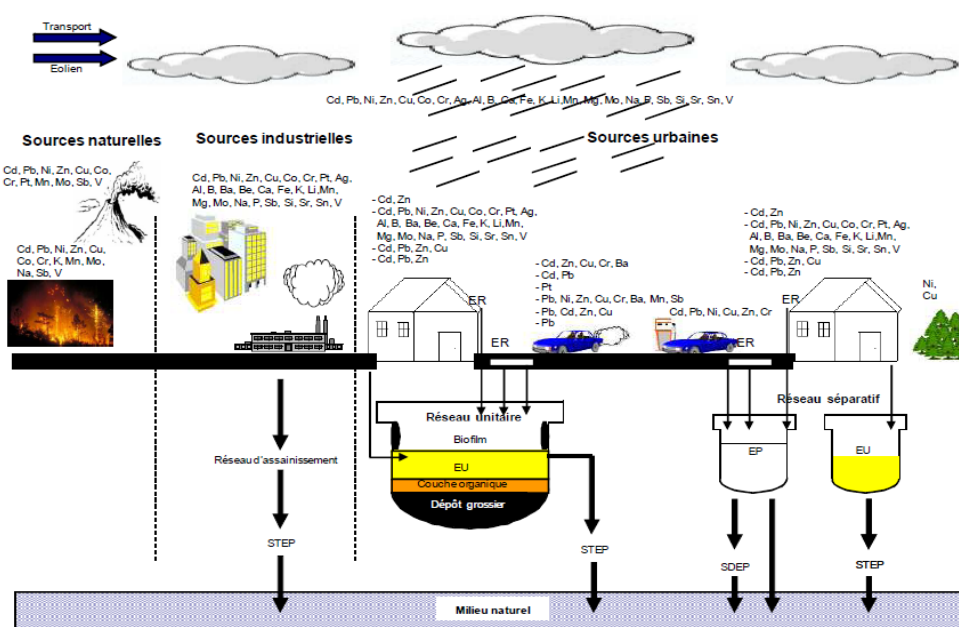 Transport
Eolien
Cd, Pb, Ni, Zn, Cu, Co, Cr, Ag, Al, B, Ca, Fe, K, Li,Mn, Mg, Mo, Na, P, Sb, Si, Sr, Sn, V
Sources naturelles
Sources industrielles
Sources urbaines
Cd, Pb, Ni, Zn, Cu, Co,
Cr, Pt, Mn, Mo, Sb, V
Cd, Pb, Ni, Zn, Cu,
Co, Cr, K, Mn, Mo,
Na, Sb, V
Cd, Pb, Ni, Zn, Cu, Co, Cr, Pt, Ag,
Al, B, Ba, Be, Ca, Fe, K, Li,Mn,
Mg, Mo, Na, P, Sb, Si, Sr, Sn, V
- Cd, Zn
- Cd, Pb, Ni, Zn, Cu, Co, Cr, Pt, Ag,
Al, B, Ba, Be, Ca, Fe, K, Li,Mn,
Mg, Mo, Na, P, Sb, Si, Sr, Sn, V
- Cd, Pb, Zn, Cu
- Cd, Pb, Zn
- Cd, Zn, Cu, Cr, Ba
- Cd, Pb
- Pt
- Pb, Ni, Zn, Cu, Cr, Ba, Mn, Sb
- Pb, Cd, Zn, Cu
- Pb
Cd, Pb, Ni, Cu, Zn, Cr
- Cd, Zn
- Cd, Pb, Ni, Zn, Cu, Co, Cr, Pt, Ag,
Al, B, Ba, Be, Ca, Fe, K, Li,Mn,
Mg, Mo, Na, P, Sb, Si, Sr, Sn, V
- Cd, Pb, Zn, Cu
- Cd, Pb, Zn
Ni,
Cu
ER
ER
ER
ER
Réseau unitaire
Biofilm
EU
Couche organique
Dépôt grossier
Réseau séparatif
EP
EU
Réseau d'assainissement
STEP
STEP
SDEP
STEP
Milieu naturel